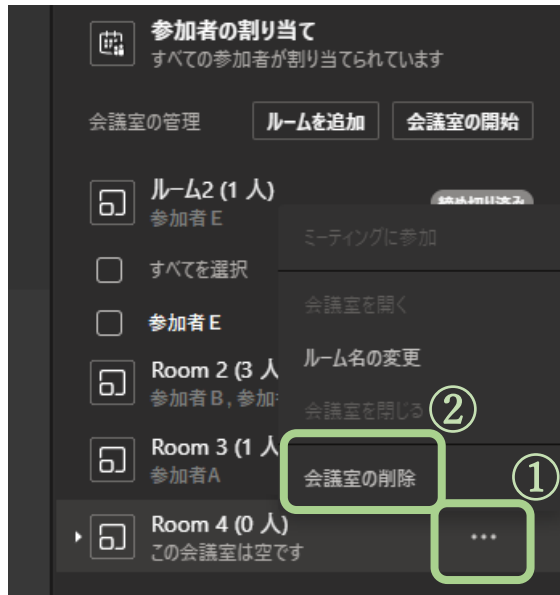 参加者の割り当て
すべての参加者が割り当てられています
会議室の管理
ルームを追加
会議室の開始
ルーム2 (1 人)
締め切り済み
参加者 E
すべてを選択
参加者 E
Room 2 (3 人
参加者 B , 参加
Room 3 (1 人
参加者A
Room 4 (0 人)
この会議室は空です
ミーティングに参加
会議室を開く
ルーム名の変更
会議室を閉じる
②
会議室の削除
①
...